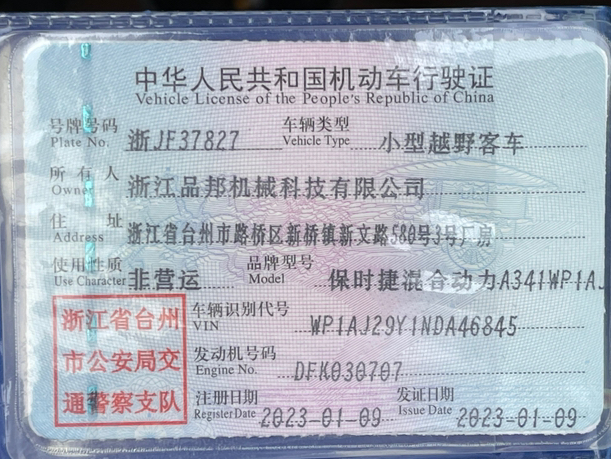 中华人民共和国机动车行驶证
Vehicle License of the People's Republic of China
号牌号码 浙JF37827 车辆类型 小型越野客车
Plate No. Vehicle Type
所有人 浙江品邦机械科技有限公司
Owner
住址 浙江省台州市路桥区新桥镇新文路580号3号厂房
Address
使用性质 非营运 品牌型号 保时捷混合动力A341WP1AJ
Use Character Model
浙江省台州
市公安局交
通警察支队
车辆识别代号 WP1AJ29Y1NDA46845
VIN
发动机号码 DFK030707
Engine No.
注册日期 2023-01-09 发证日期 2023-01-09
Register Date Issue Date